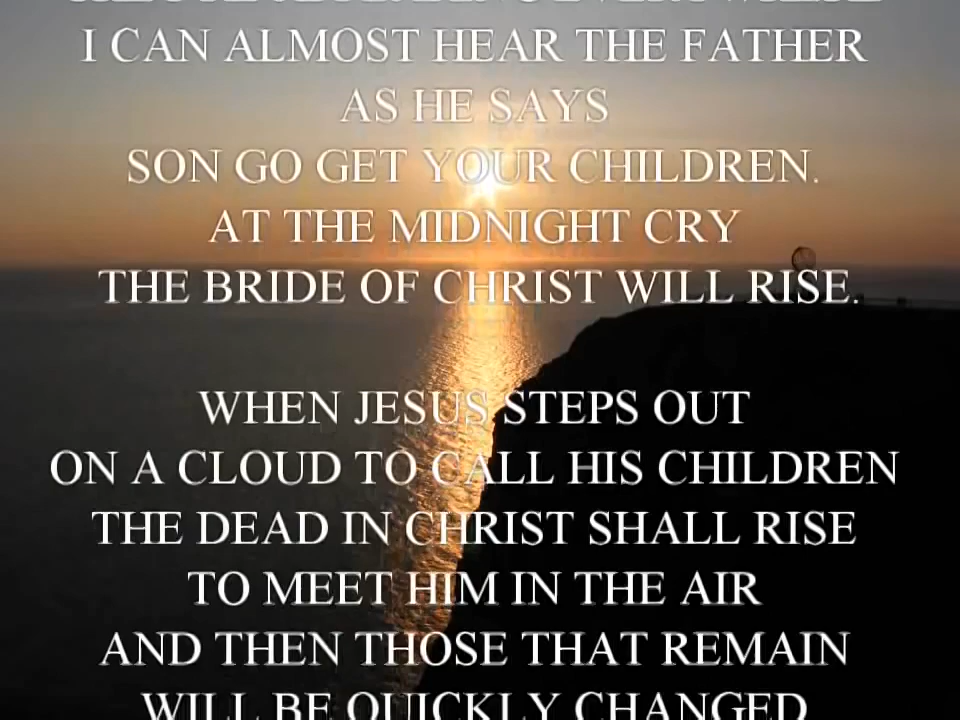 I CAN ALMOST HEAR THE FATHER
AS HE SAYS
SON GO GET YOUR CHILDREN.
AT THE MIDNIGHT CRY
THE BRIDE OF CHRIST WILL RISE.
WHEN JESUS STEPS OUT
ON A CLOUD TO CALL HIS CHILDREN
THE DEAD IN CHRIST SHALL RISE
TO MEET HIM IN THE AIR
AND THEN THOSE THAT REMAIN
WILL BE QUICKLY CHANGED